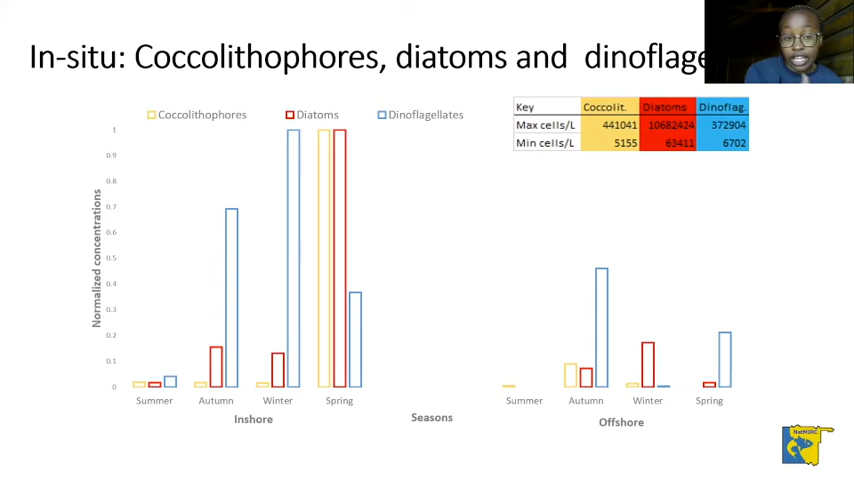 In-situ: Coccolithophores, diatoms and dinoflage
Key Coccolit. Diatoms Dinoflag.
Max cells/L 441041 10682424 372904
Min cells/L 5155 63411 6702
Coccolithophores Diatoms Dinoflagellates
Normalized concentrations
1
0.9
0.8
0.7
0.6
0.5
0.4
0.3
0.2
0.1
0
Summer Autumn Winter Spring Summer Autumn Winter Spring
Inshore Seasons Offshore
NatMIRC